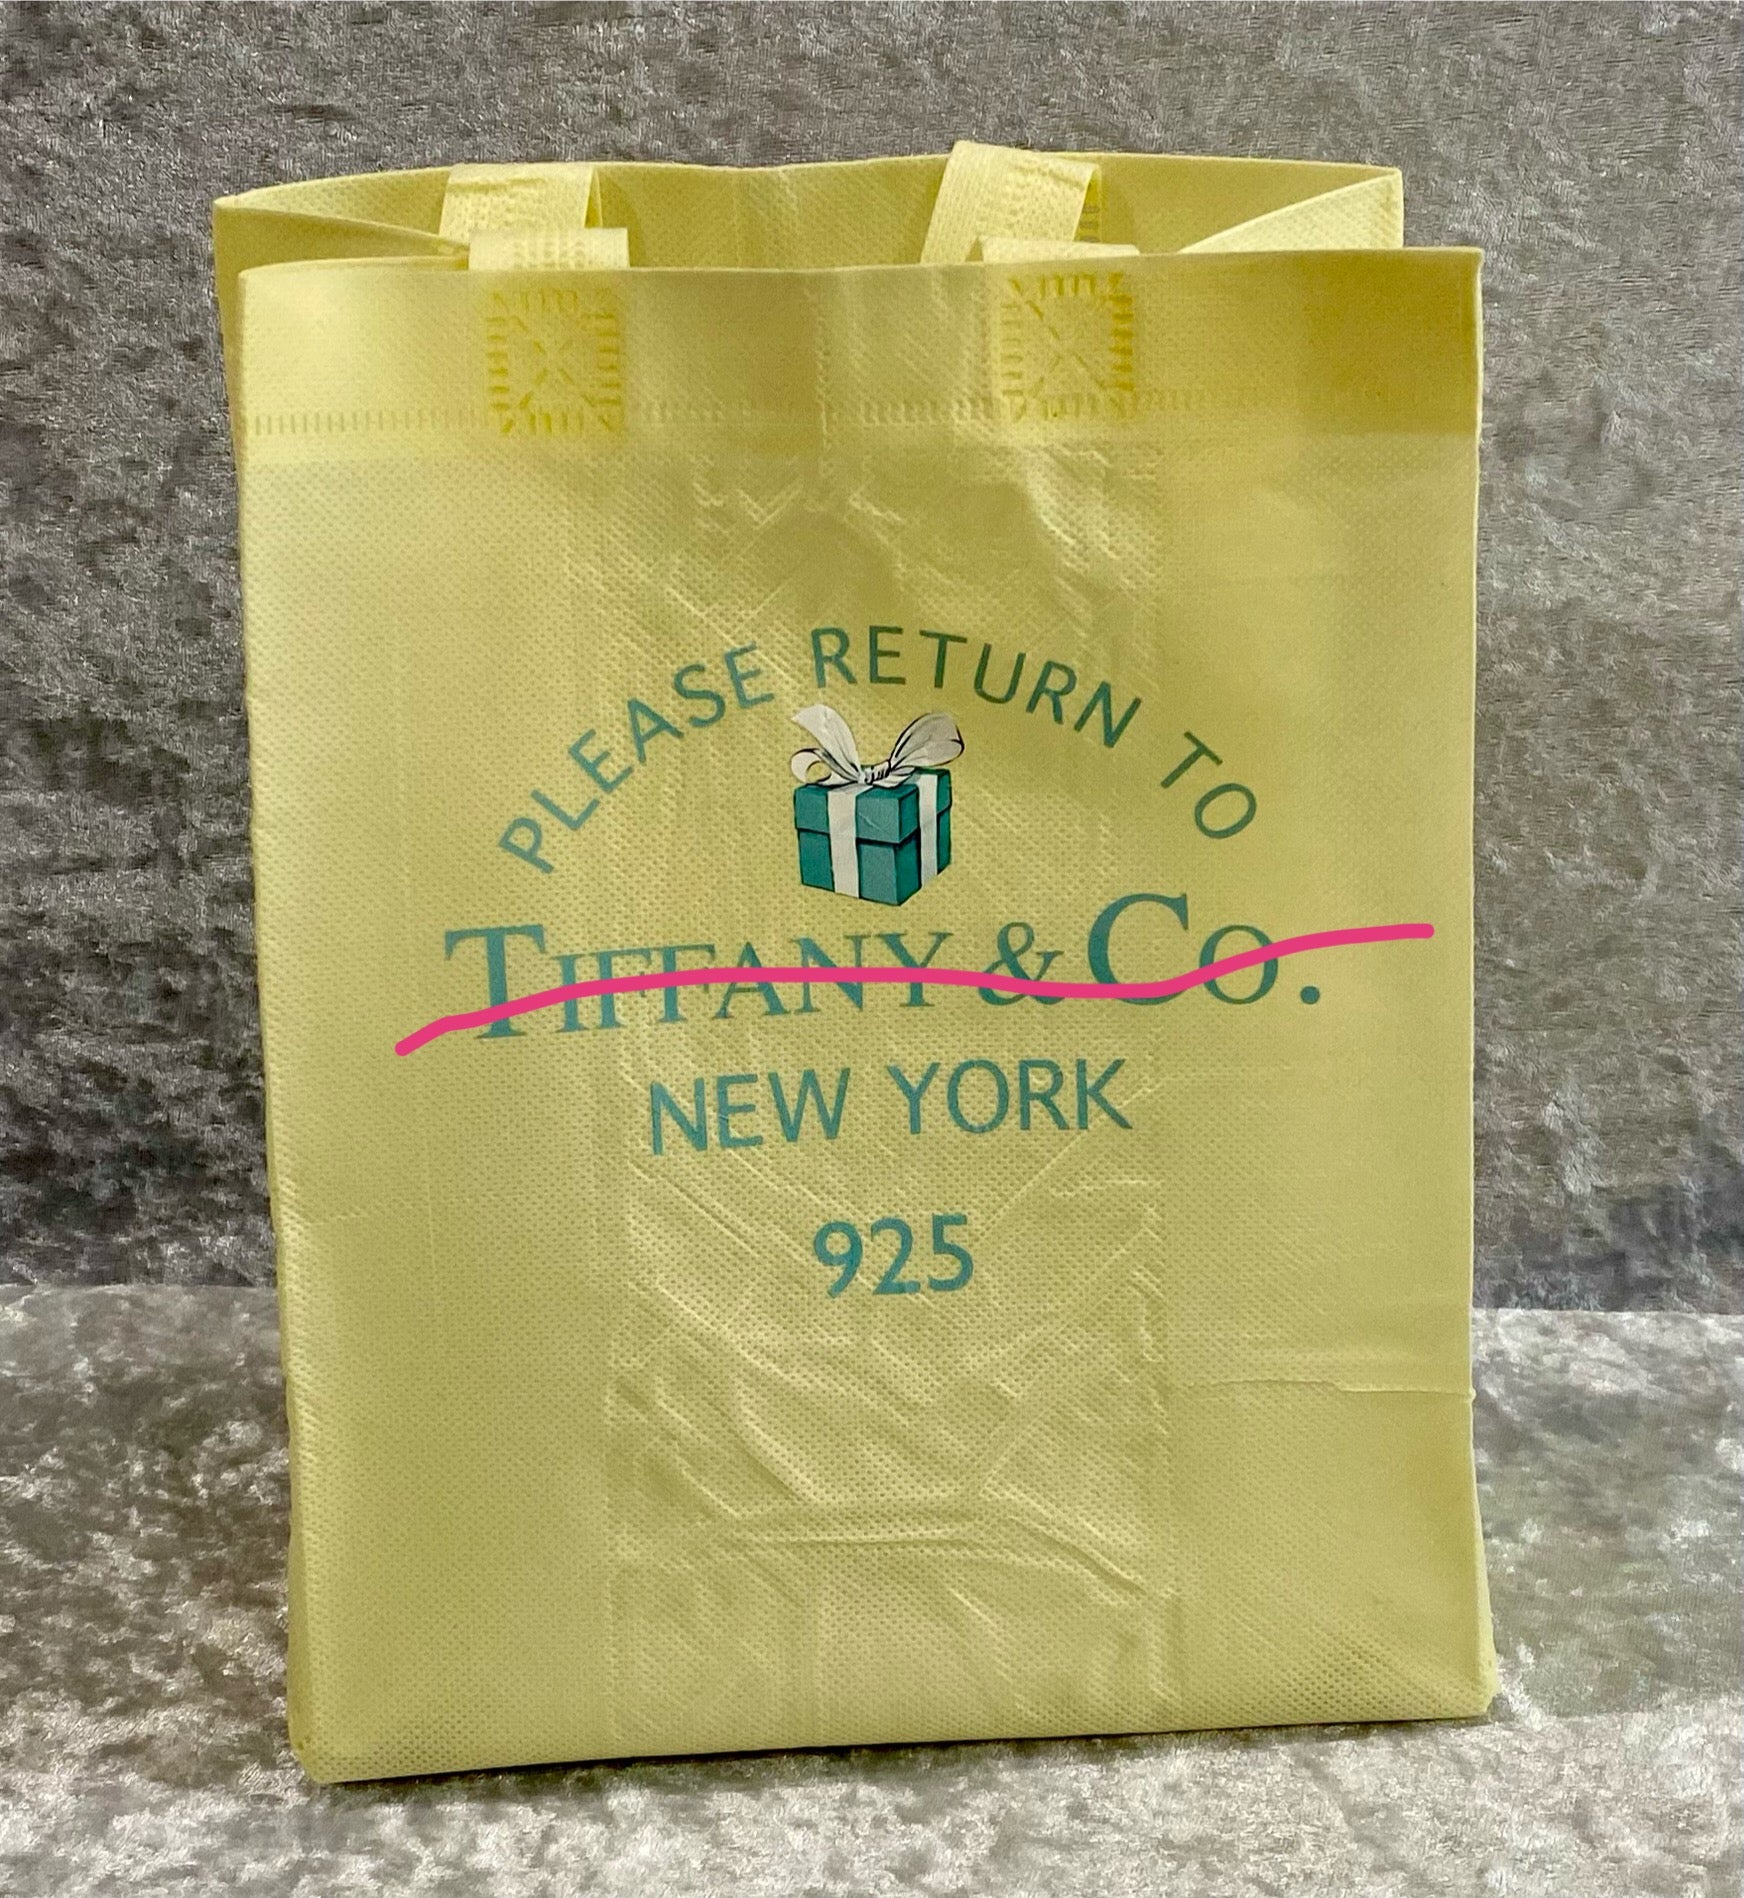 PLEASE RETURN TO
TIFFANY & CO.
NEW YORK
925